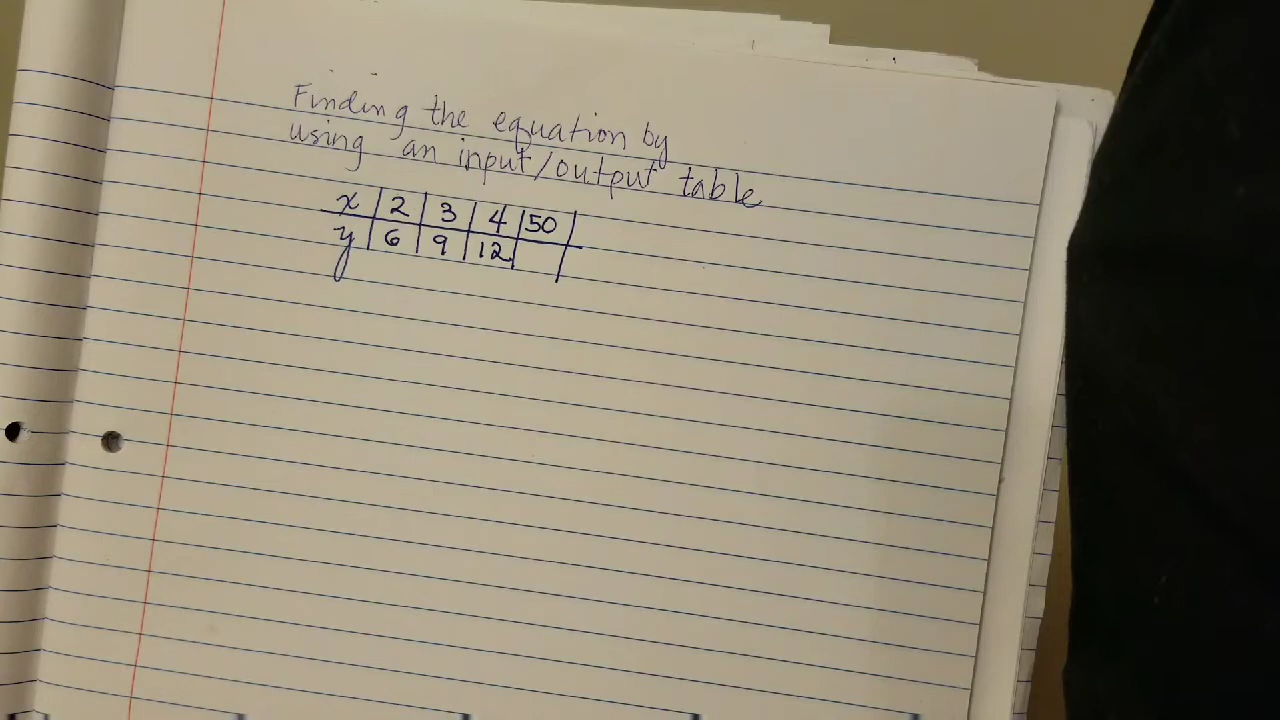 Finding the equation by
using an input/output table
x 2 3 4 50
y 6 9 12